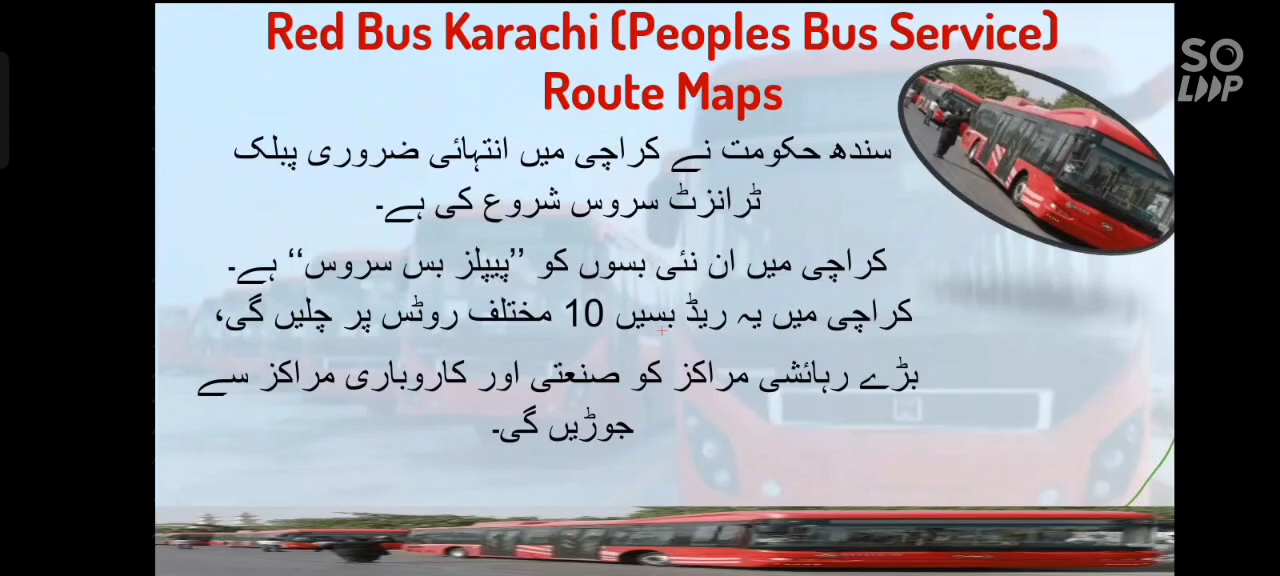 Red Bus Karachi (Peoples Bus Service)
Route Maps
SO
LOOP
سندھ حکومت نے کراچی میں انتہائی ضروری پبلک
ٹرانزٹ سروس شروع کی ہے۔
کراچی میں ان نئی بسوں کو ”پیپلز بس سروس“ ہے۔
کراچی میں یہ ریڈ بسیں 10 مختلف روٹس پر چلیں گی،
بڑے رہائشی مراکز کو صنعتی اور کاروباری مراکز سے
جوڑیں گی۔